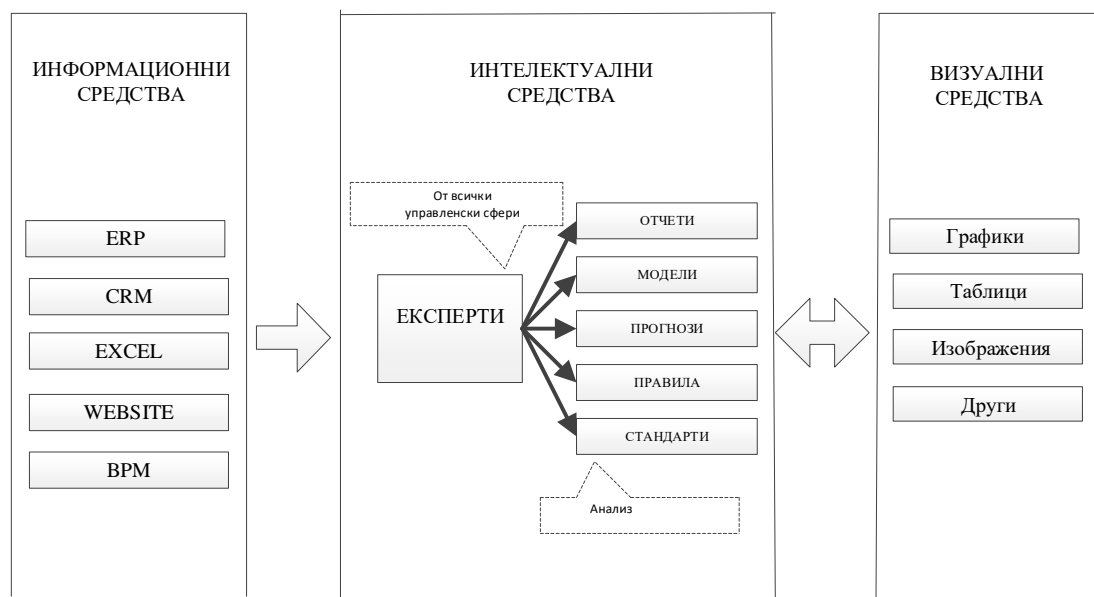 ИНФОРМАЦИОННИ
СРЕДСТВА
ERP
CRM
EXCEL
WEBSITE
BPM
ИНТЕЛЕКТУАЛНИ
СРЕДСТВА
От всички
управленски сфери
ЕКСПЕРТИ
ОТЧЕТИ
МОДЕЛИ
ПРОГНОЗИ
ПРАВИЛА
СТАНДАРТИ
Анализ
ВИЗУАЛНИ
СРЕДСТВА
Графики
Таблици
Изображения
Други